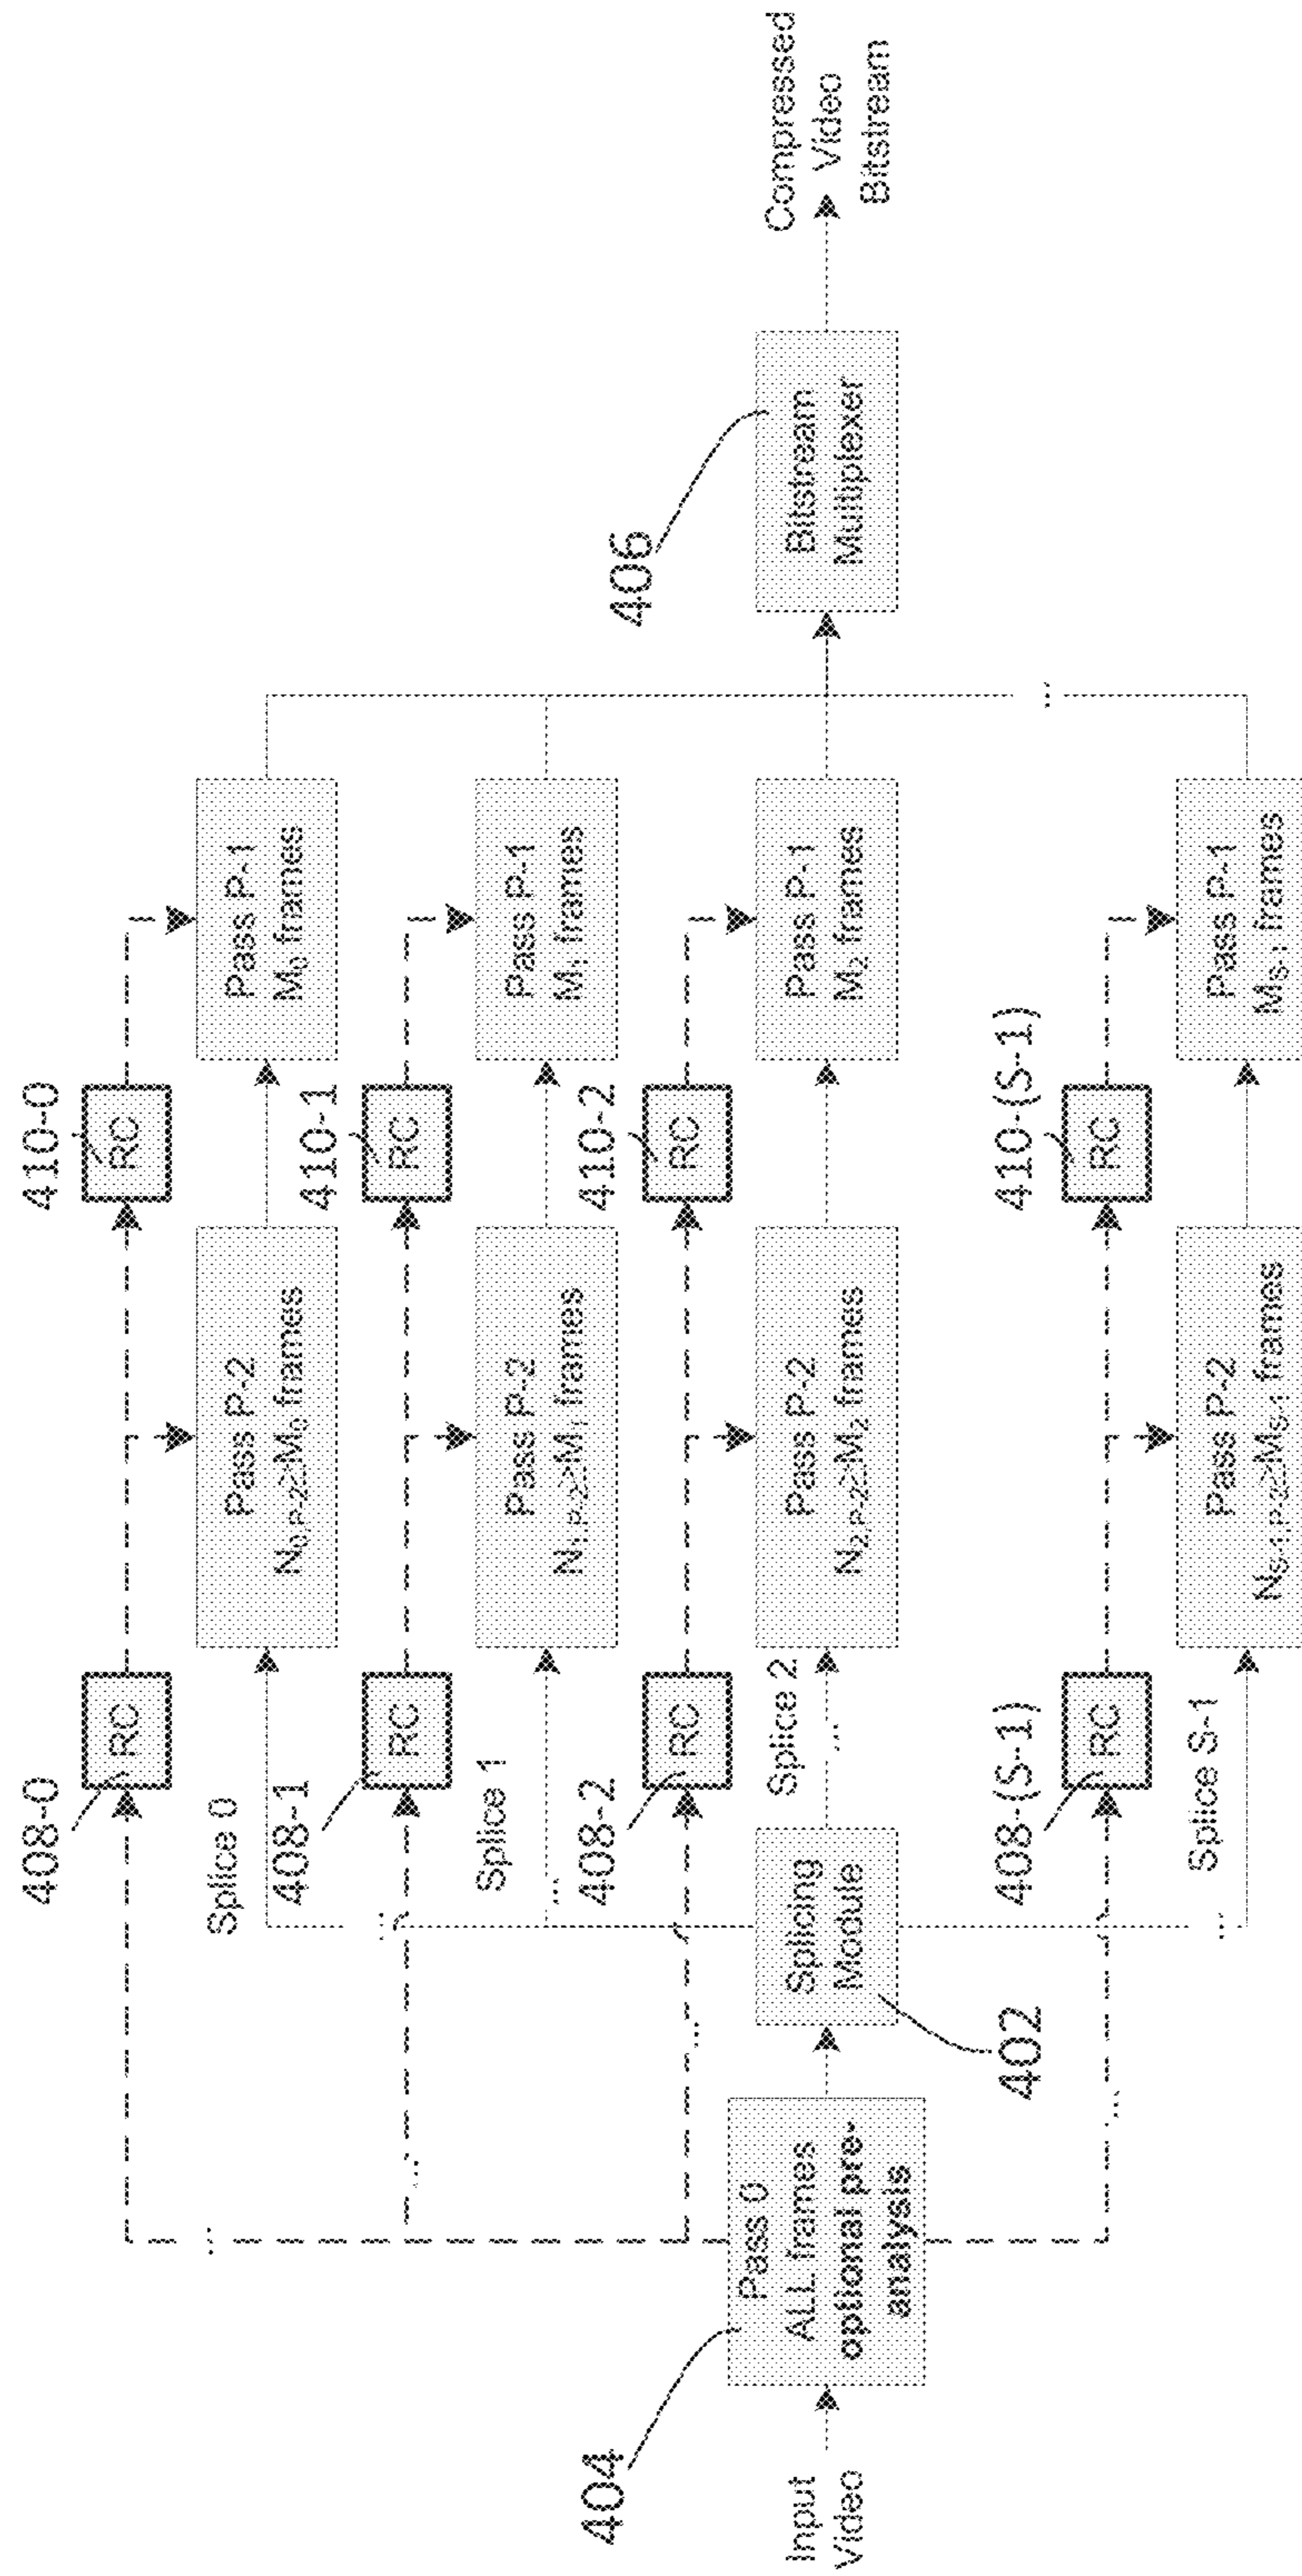 408-0
RC
410-0
RC
Splice 0
Pass P-2
N0,P-2≥M0 frames
Pass P-1
M0 frames
408-1
RC
410-1
RC
Splice 1
...
Pass P-2
N1,P-2≥M1 frames
Pass P-1
M1 frames
408-2
RC
410-2
RC
404
Input
Video
Pass 0
ALL frames
optional pre-
analysis
Splicing
Module
402
Splice 2
...
Pass P-2
N2,P-2≥M2 frames
Pass P-1
M2 frames
406
Bitstream
Multiplexer
Compressed
Video
Bitstream
408-(S-1)
RC
410-(S-1)
RC
Splice S-1
...
Pass P-2
NS-1,P-2≥MS-1 frames
Pass P-1
MS-1 frames